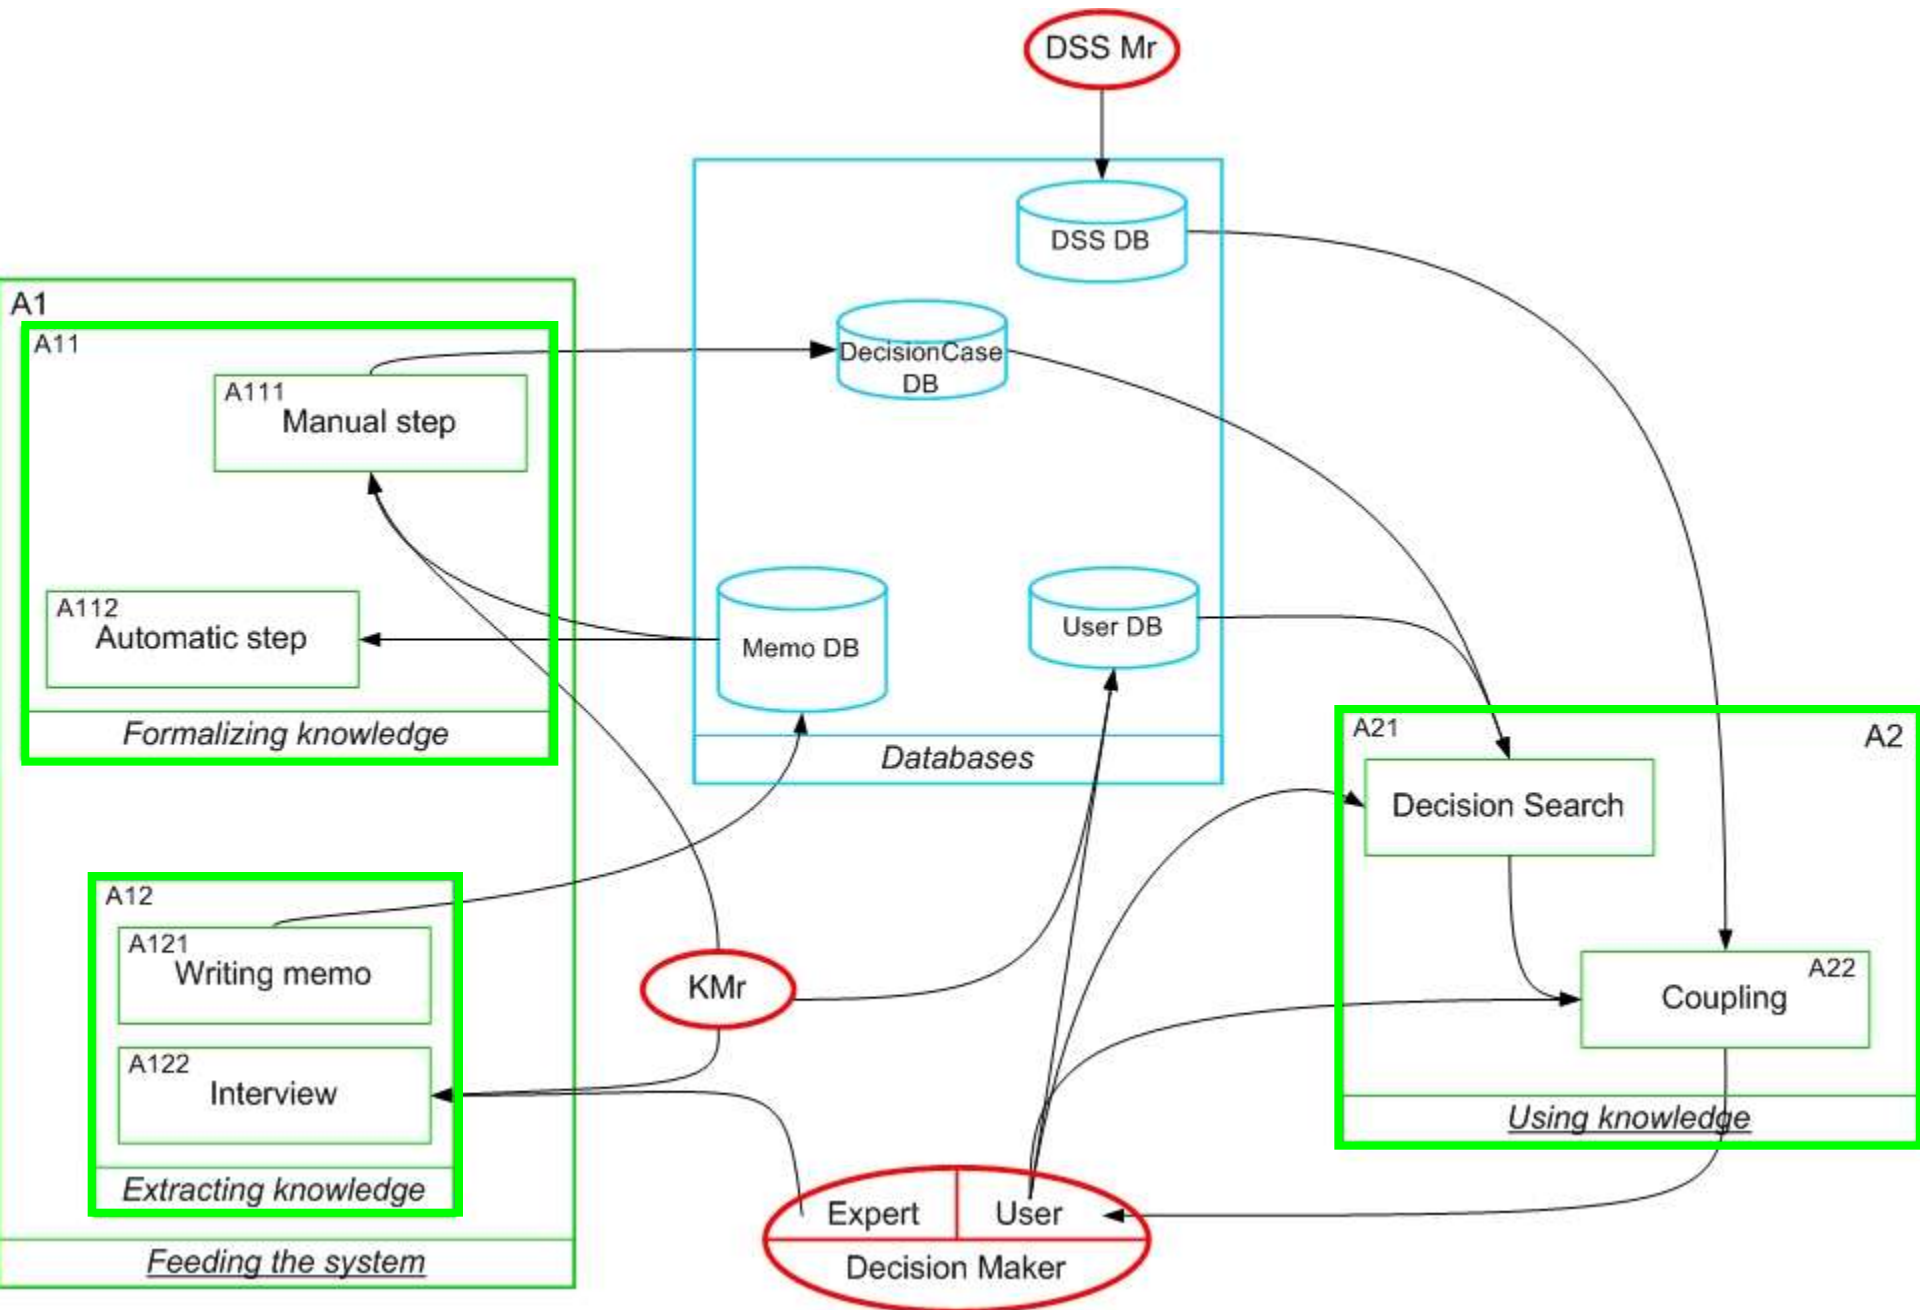 DSS Mr
DSS DB
DecisionCase
DB
Memo DB
User DB
Databases
A1
A11
A111
Manual step
A112
Automatic step
Formalizing knowledge
A12
A121
Writing memo
A122
Interview
Extracting knowledge
Feeding the system
KMr
Expert
User
Decision Maker
A21
A2
Decision Search
A22
Coupling
Using knowledge